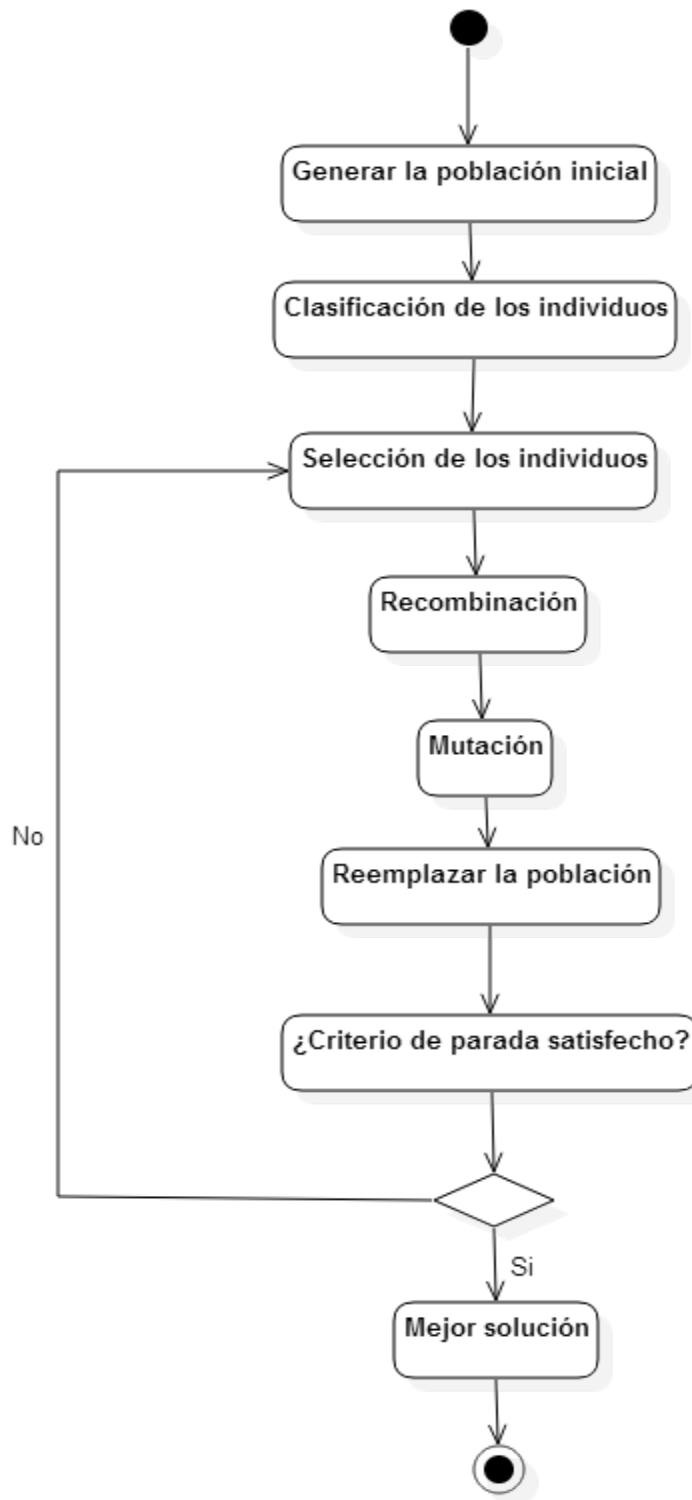 Generar la población inicial
Clasificación de los individuos
Selección de los individuos
Recombinación
Mutación
No
Reemplazar la población
¿Criterio de parada satisfecho?
Si
Mejor solución